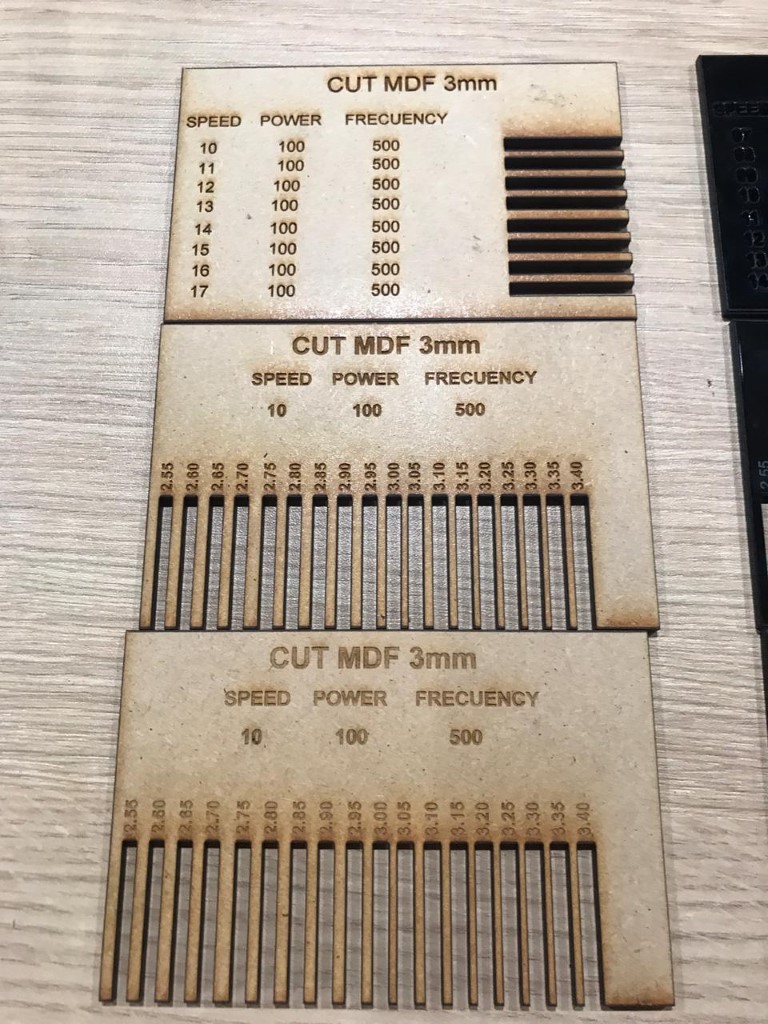 CUT MDF 3mm
SPEED POWER FRECUENCY
10 100 500
11 100 500
12 100 500
13 100 500
14 100 500
15 100 500
16 100 500
17 100 500
CUT MDF 3mm
SPEED POWER FRECUENCY
10 100 500
2.55 2.60 2.65 2.70 2.75 2.80 2.85 2.90 2.95 3.00 3.05 3.10 3.15 3.20 3.25 3.30 3.35 3.40
CUT MDF 3mm
SPEED POWER FRECUENCY
10 100 500
2.55 2.60 2.65 2.70 2.75 2.80 2.85 2.90 2.95 3.00 3.05 3.10 3.15 3.20 3.25 3.30 3.35 3.40
SPEED
2.55